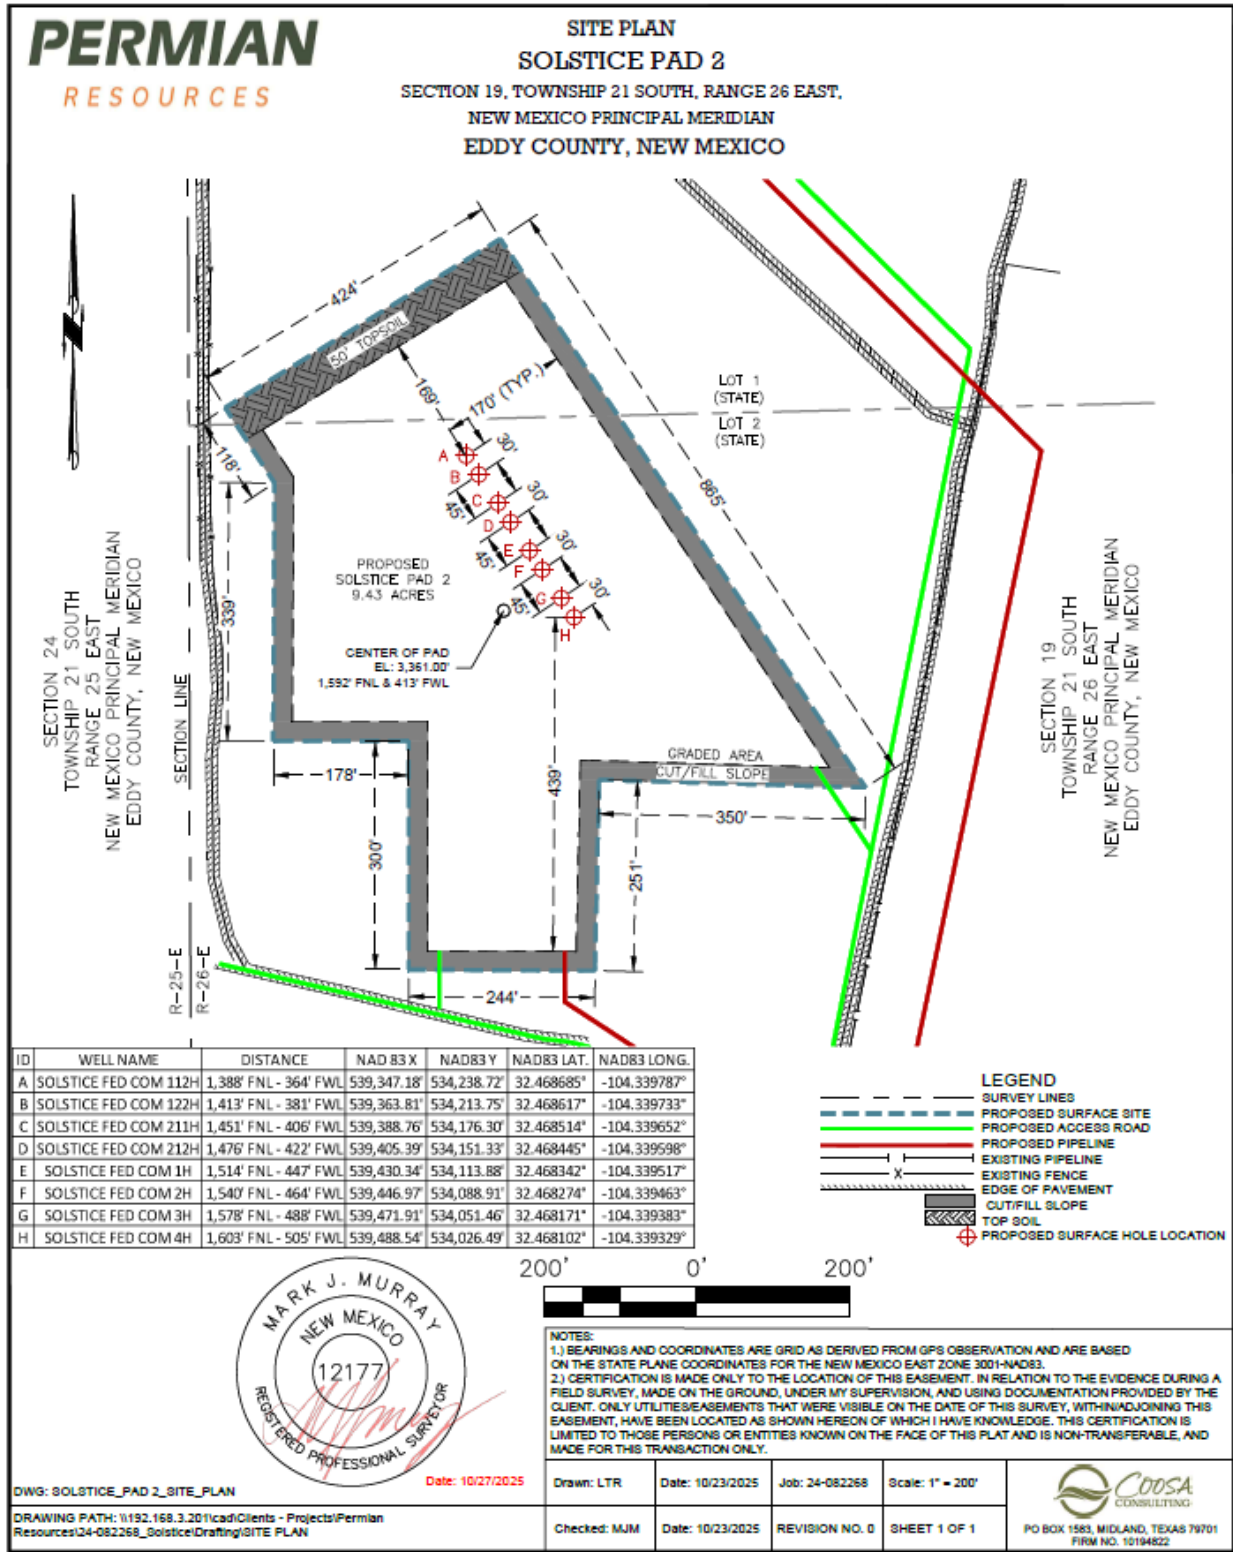 PERMIAN
RESOURCES
SITE PLAN
SOLSTICE PAD 2
SECTION 19, TOWNSHIP 21 SOUTH, RANGE 26 EAST,
NEW MEXICO PRINCIPAL MERIDIAN
EDDY COUNTY, NEW MEXICO
424'
50' TOPSOIL
169'
170' (TYP.)
LOT 1
(STATE)
LOT 2
(STATE)
118'
339'
865'
A
B
C
D
E
F
G
H
30'
30'
30'
30'
45'
45'
45'
PROPOSED
SOLSTICE PAD 2
9.43 ACRES
CENTER OF PAD
EL: 3,361.00'
1,592' FNL & 413' FWL
SECTION 24
TOWNSHIP 21 SOUTH
RANGE 25 EAST
NEW MEXICO PRINCIPAL MERIDIAN
EDDY COUNTY, NEW MEXICO
SECTION LINE
SECTION 19
TOWNSHIP 21 SOUTH
RANGE 26 EAST
NEW MEXICO PRINCIPAL MERIDIAN
EDDY COUNTY, NEW MEXICO
GRADED AREA
CUT/FILL SLOPE
178'
439'
350'
300'
251'
244'
R-25-E
R-26-E
ID WELL NAME DISTANCE NAD 83 X NAD83 Y NAD83 LAT. NAD83 LONG.
A SOLSTICE FED COM 112H 1,388' FNL - 364' FWL 539,347.18' 534,238.72' 32.468685° -104.339787°
B SOLSTICE FED COM 122H 1,413' FNL - 381' FWL 539,363.81' 534,213.75' 32.468617° -104.339733°
C SOLSTICE FED COM 211H 1,451' FNL - 406' FWL 539,388.76' 534,176.30' 32.468514° -104.339652°
D SOLSTICE FED COM 212H 1,476' FNL - 422' FWL 539,405.39' 534,151.33' 32.468445° -104.339598°
E SOLSTICE FED COM 1H 1,514' FNL - 447' FWL 539,430.34' 534,113.88' 32.468342° -104.339517°
F SOLSTICE FED COM 2H 1,540' FNL - 464' FWL 539,446.97' 534,088.91' 32.468274° -104.339463°
G SOLSTICE FED COM 3H 1,578' FNL - 488' FWL 539,471.91' 534,051.46' 32.468171° -104.339383°
H SOLSTICE FED COM 4H 1,603' FNL - 505' FWL 539,488.54' 534,026.49' 32.468102° -104.339329°
LEGEND
SURVEY LINES
PROPOSED SURFACE SITE
PROPOSED ACCESS ROAD
PROPOSED PIPELINE
EXISTING PIPELINE
X EXISTING FENCE
EDGE OF PAVEMENT
CUT/FILL SLOPE
TOP SOIL
PROPOSED SURFACE HOLE LOCATION
200' 0' 200'
MARK J. MURRAY
NEW MEXICO
12177
REGISTERED PROFESSIONAL SURVEYOR
Date: 10/27/2025
NOTES:
1.) BEARINGS AND COORDINATES ARE GRID AS DERIVED FROM GPS OBSERVATION AND ARE BASED
ON THE STATE PLANE COORDINATES FOR THE NEW MEXICO EAST ZONE 3001-NAD83.
2.) CERTIFICATION IS MADE ONLY TO THE LOCATION OF THIS EASEMENT. IN RELATION TO THE EVIDENCE DURING A
FIELD SURVEY, MADE ON THE GROUND, UNDER MY SUPERVISION, AND USING DOCUMENTATION PROVIDED BY THE
CLIENT. ONLY UTILITIES/EASEMENTS THAT WERE VISIBLE ON THE DATE OF THIS SURVEY, WITHIN/ADJOINING THIS
EASEMENT, HAVE BEEN LOCATED AS SHOWN HEREON OF WHICH I HAVE KNOWLEDGE. THIS CERTIFICATION IS
LIMITED TO THOSE PERSONS OR ENTITIES KNOWN ON THE FACE OF THIS PLAT AND IS NON-TRANSFERABLE, AND
MADE FOR THIS TRANSACTION ONLY.
DWG: SOLSTICE_PAD 2_SITE_PLAN
DRAWING PATH: \\192.168.3.201\cad\Clients - Projects\Permian
Resources\24-082268_Solstice\Drafting\SITE PLAN
Drawn: LTR Date: 10/23/2025 Job: 24-082268 Scale: 1" = 200'
Checked: MJM Date: 10/23/2025 REVISION NO. 0 SHEET 1 OF 1
COOSA
CONSULTING
PO BOX 1583, MIDLAND, TEXAS 79701
FIRM NO. 10194822